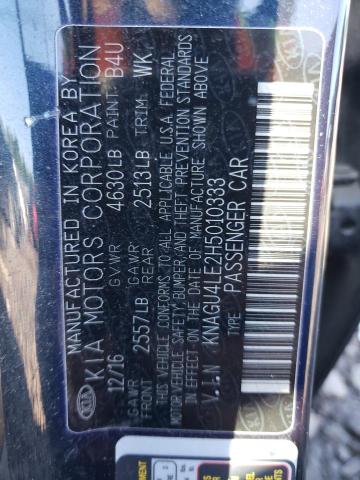 MANUFACTURED IN KOREA BY
KIA MOTORS CORPORATION
12/16 GVWR 4630LB PAINT B4U
GAWR FRONT 2557LB GAWR REAR 2513LB TRIM WK
THIS VEHICLE CONFORMS TO ALL APPLICABLE U.S.A. FEDERAL
MOTOR VEHICLE SAFETY, BUMPER, AND THEFT PREVENTION STANDARDS
IN EFFECT ON THE DATE OF MANUFACTURE SHOWN ABOVE
V.I.N KNAGU4LE2H5010393
TYPE PASSENGER CAR
KIA